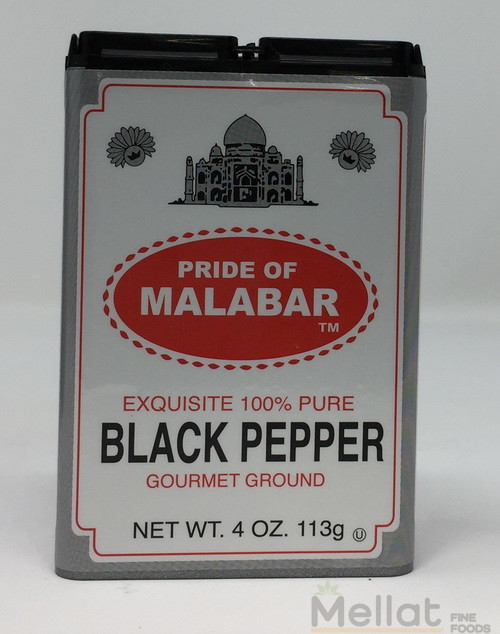 PRIDE OF
MALABAR
TM
EXQUISITE 100% PURE
BLACK PEPPER
GOURMET GROUND
NET WT. 4 OZ. 113g Ⓤ
Mellat FINE
FOODS